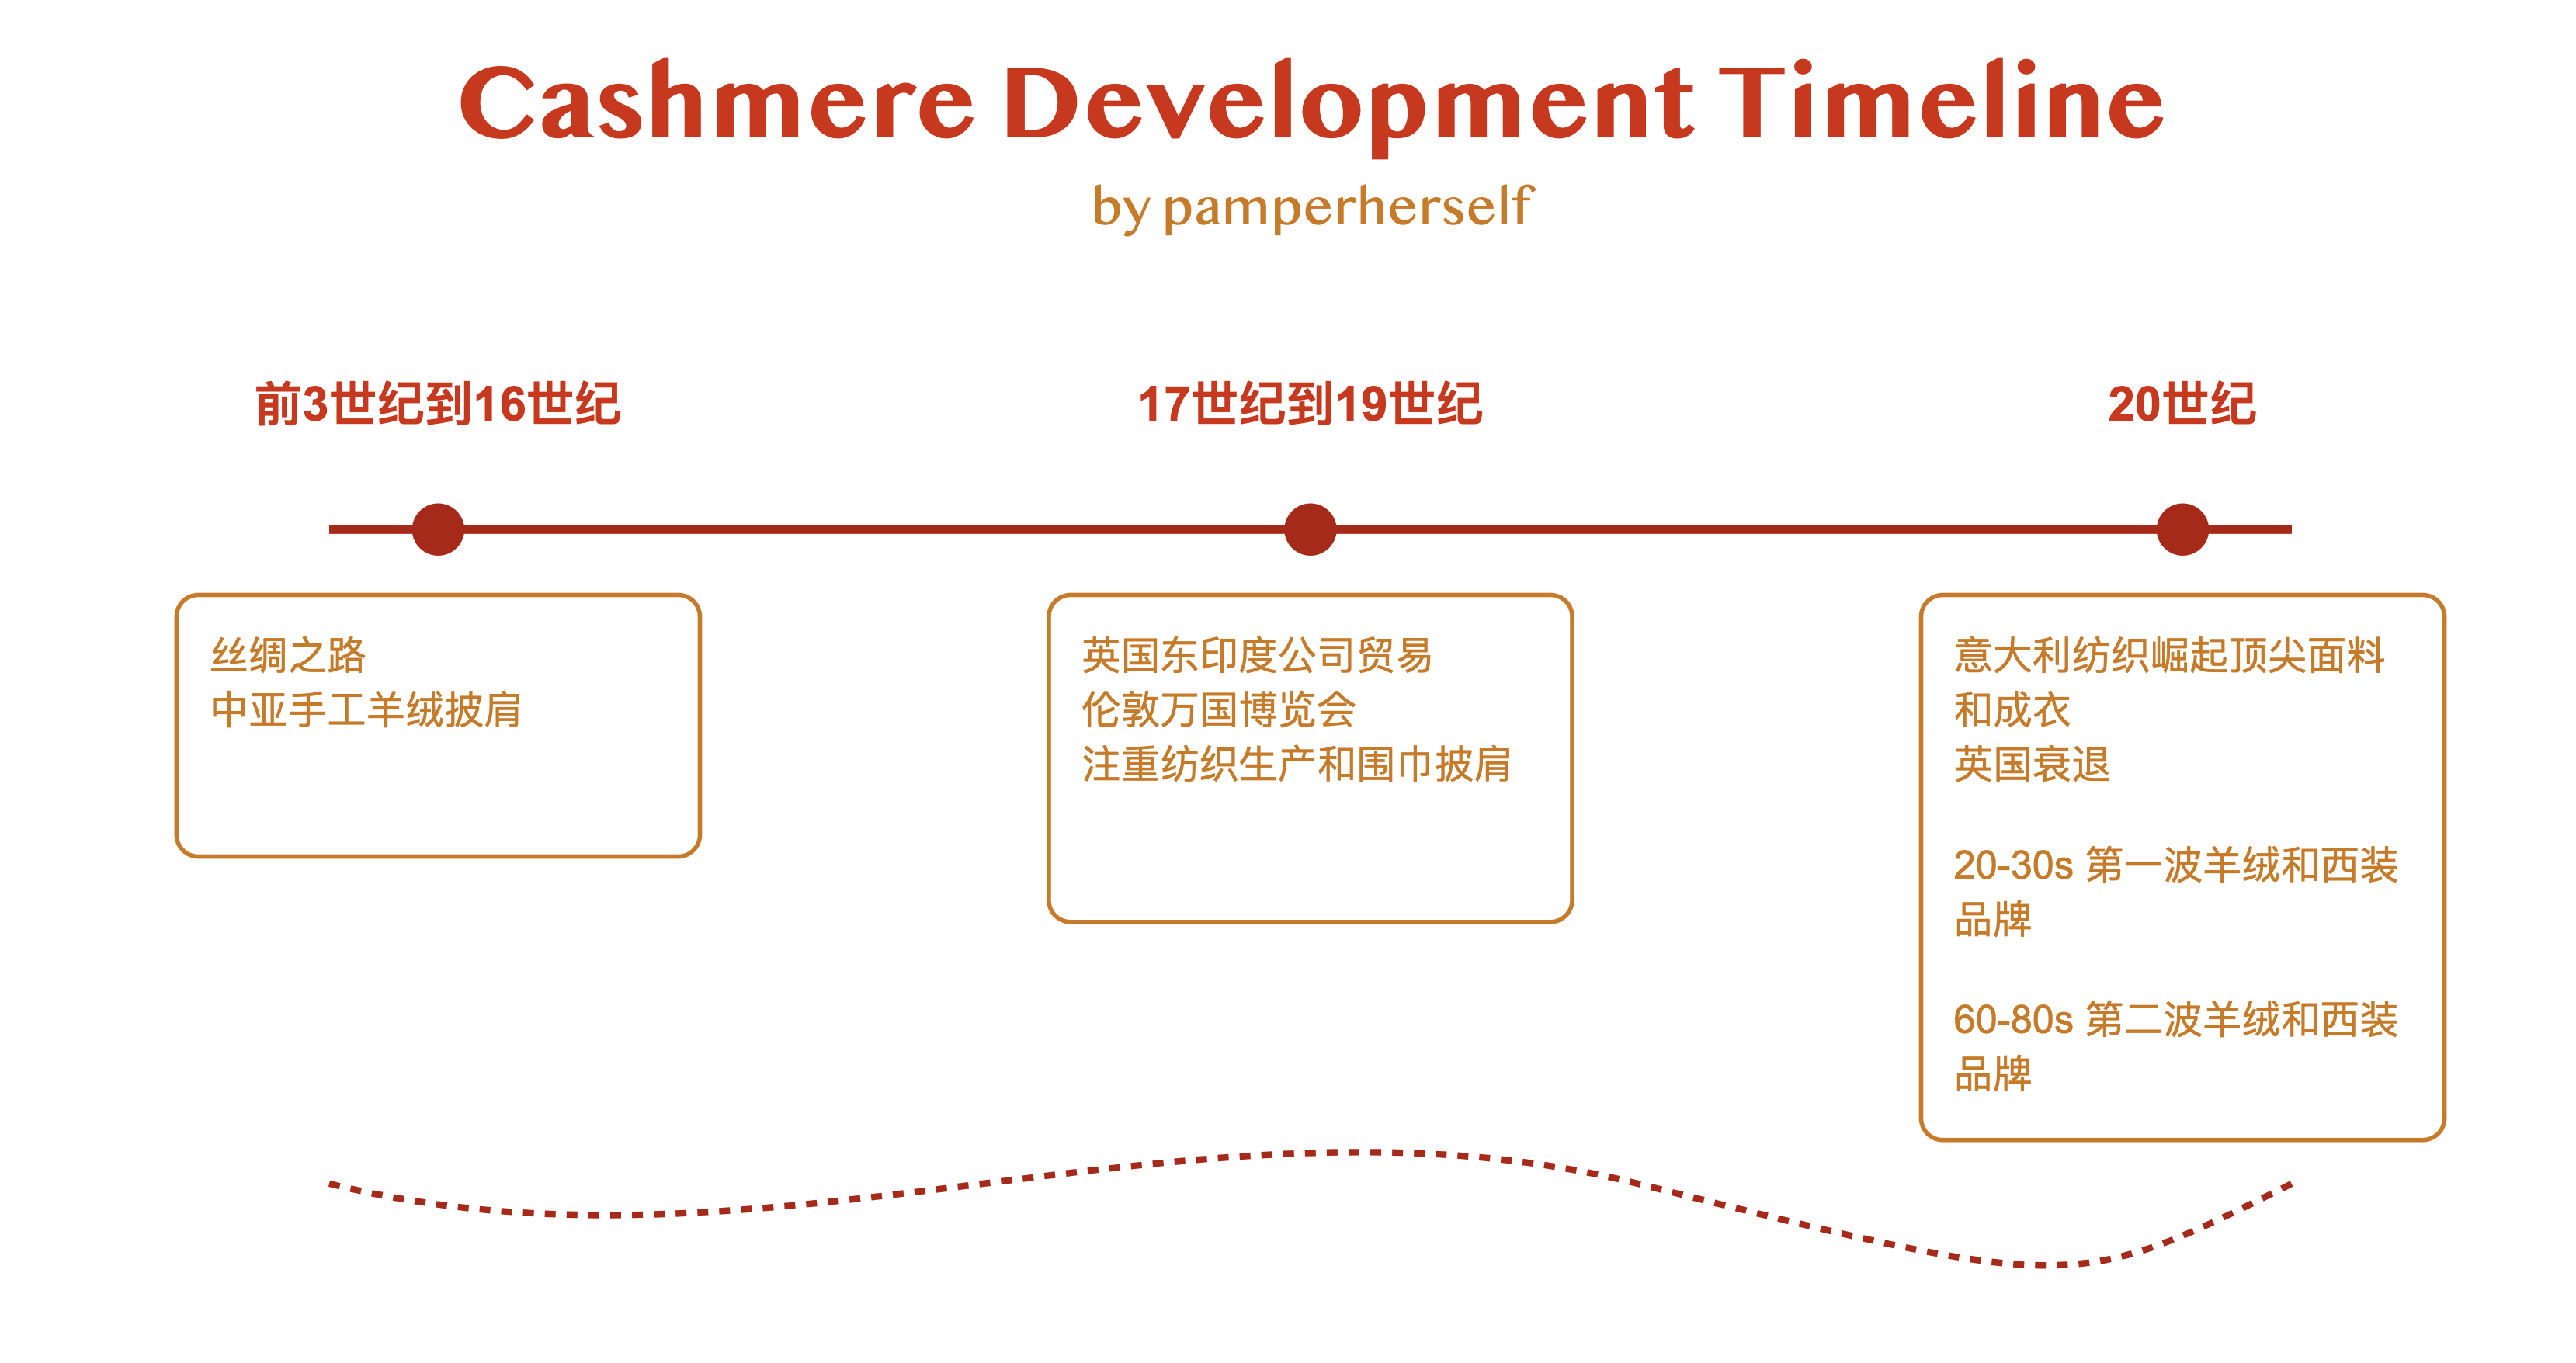 Cashmere Development Timeline
by pamperherself
前3世纪到16世纪
17世纪到19世纪
20世纪
丝绸之路
中亚手工羊绒披肩
英国东印度公司贸易
伦敦万国博览会
注重纺织生产和围巾披肩
意大利纺织崛起顶尖面料
和成衣
英国衰退
20-30s 第一波羊绒和西装
品牌
60-80s 第二波羊绒和西装
品牌